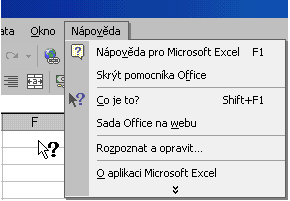 ata Okno Nápověda
Nápověda pro Microsoft Excel F1
Skrýt pomocníka Office
Co je to? Shift+F1
Sada Office na webu
Rozpoznat a opravit...
O aplikaci Microsoft Excel
F